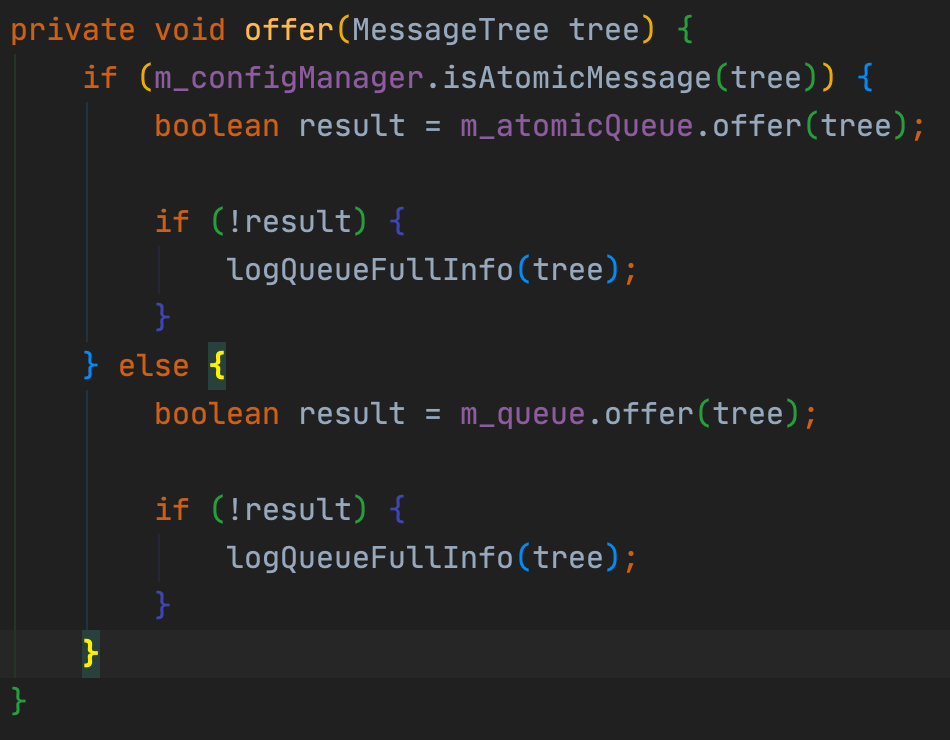 private void offer(MessageTree tree) {
    if (m_configManager.isAtomicMessage(tree)) {
        boolean result = m_atomicQueue.offer(tree);

        if (!result) {
            logQueueFullInfo(tree);
        }
    } else {
        boolean result = m_queue.offer(tree);

        if (!result) {
            logQueueFullInfo(tree);
        }
    }
}